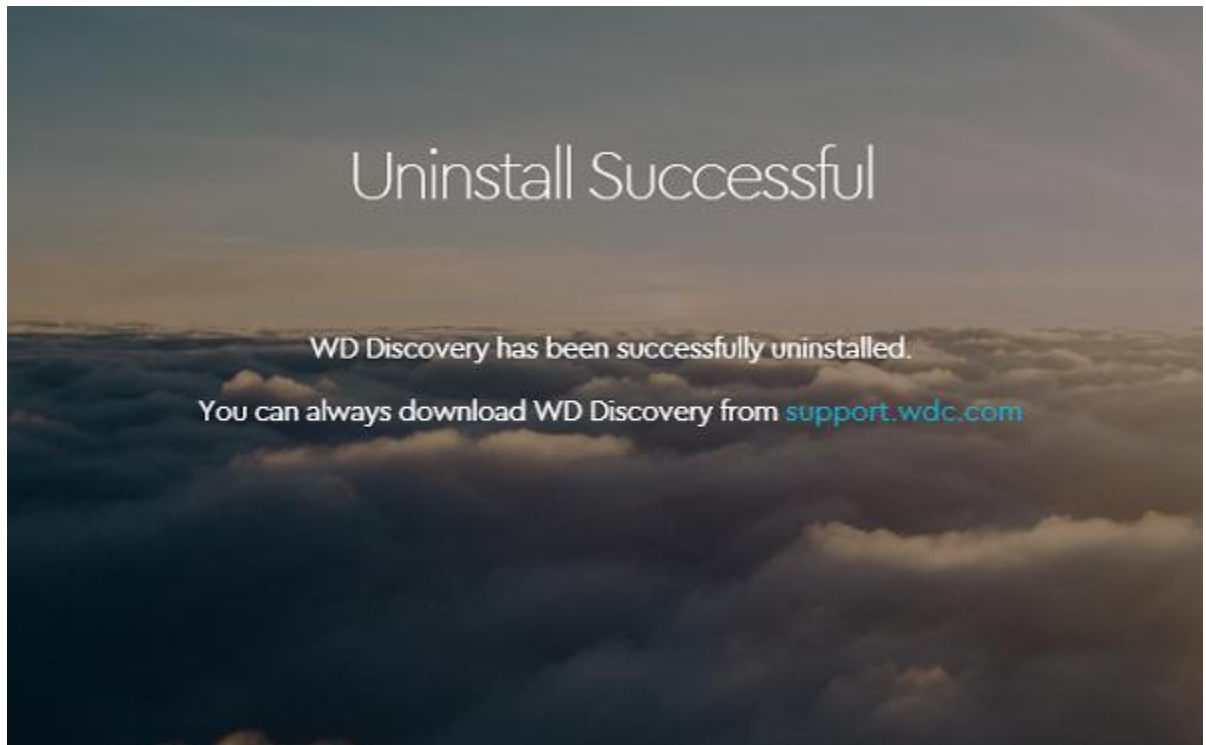 Uninstall Successful
WD Discovery has been successfully uninstalled.
You can always download WD Discovery from support.wdc.com